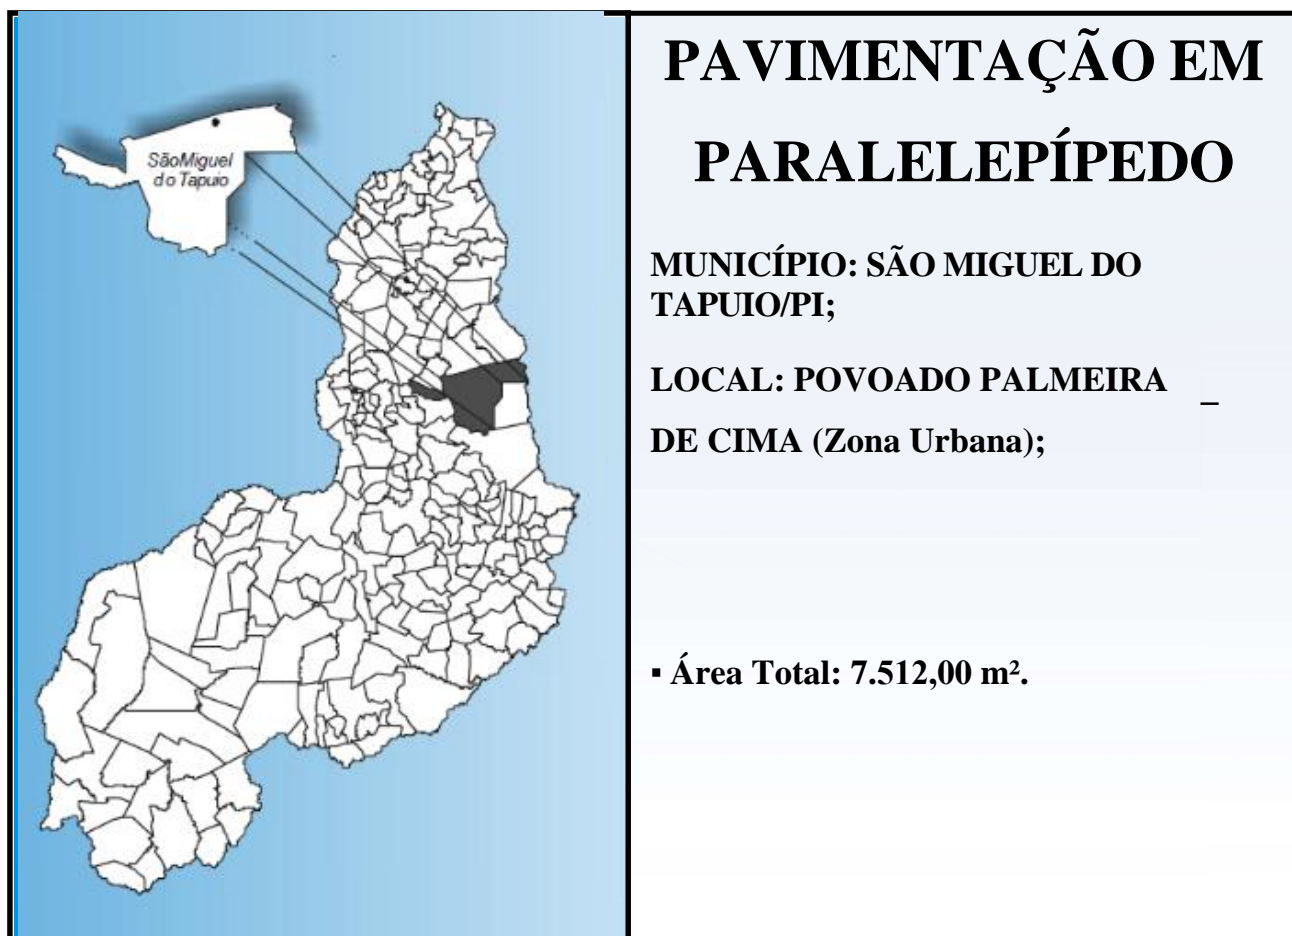 SãoMiguel
do Tapuio
PAVIMENTAÇÃO EM
PARALELEPÍPEDO
MUNICÍPIO: SÃO MIGUEL DO
TAPUIO/PI;
LOCAL: POVOADO PALMEIRA _
DE CIMA (Zona Urbana);
▪ Área Total: 7.512,00 m².